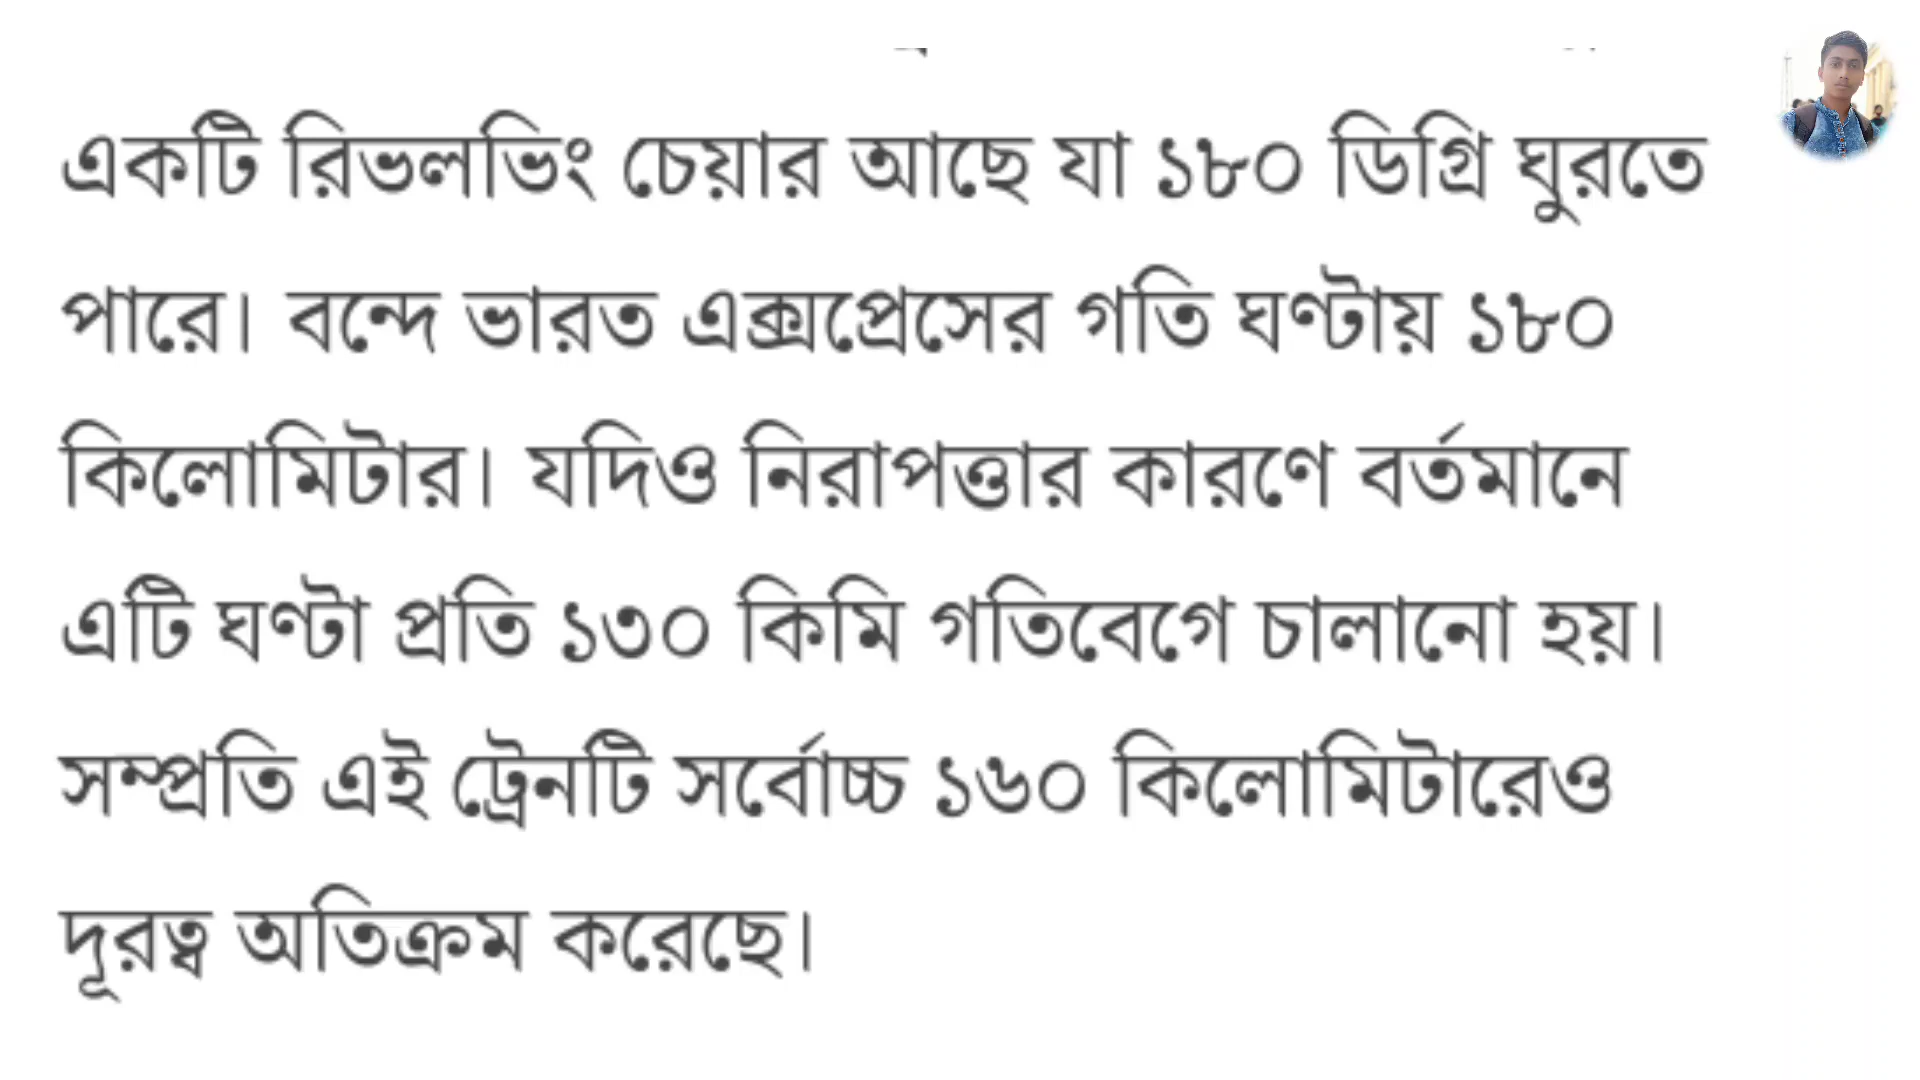 একটি রিভলভিং চেয়ার আছে যা ১৮০ ডিগ্রি ঘুরতে
পারে। বন্দে ভারত এক্সপ্রেসের গতি ঘণ্টায় ১৮০
কিলোমিটার। যদিও নিরাপত্তার কারণে বর্তমানে
এটি ঘণ্টা প্রতি ১৩০ কিমি গতিবেগে চালানো হয়।
সম্প্রতি এই ট্রেনটি সর্বোচ্চ ১৬০ কিলোমিটারেও
দূরত্ব অতিক্রম করেছে।